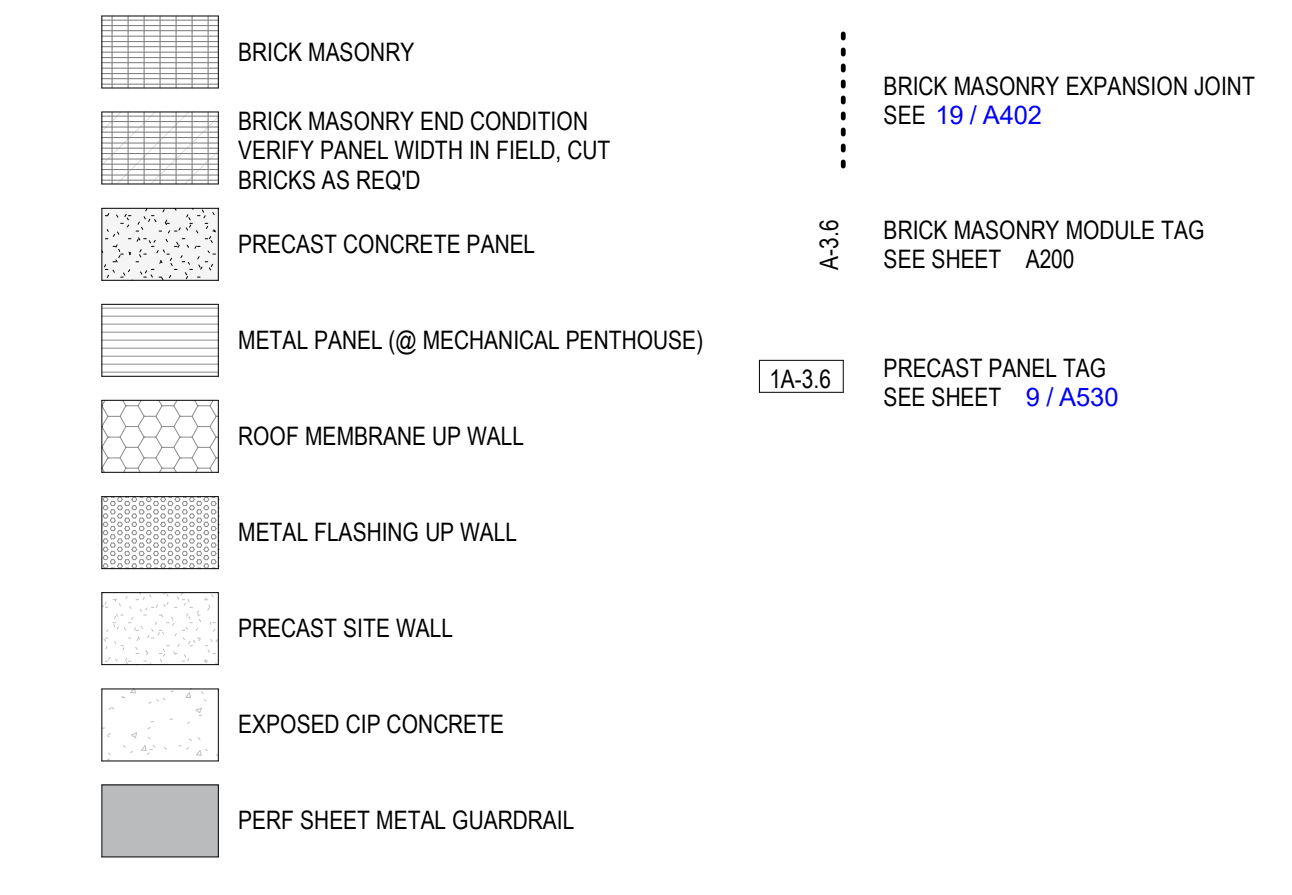 BRICK MASONRY
BRICK MASONRY END CONDITION
VERIFY PANEL WIDTH IN FIELD, CUT
BRICKS AS REQ'D
PRECAST CONCRETE PANEL
METAL PANEL (@ MECHANICAL PENTHOUSE)
ROOF MEMBRANE UP WALL
METAL FLASHING UP WALL
PRECAST SITE WALL
EXPOSED CIP CONCRETE
PERF SHEET METAL GUARDRAIL
BRICK MASONRY EXPANSION JOINT
SEE 19 / A402
A-3.6
BRICK MASONRY MODULE TAG
SEE SHEET A200
1A-3.6
PRECAST PANEL TAG
SEE SHEET 9 / A530